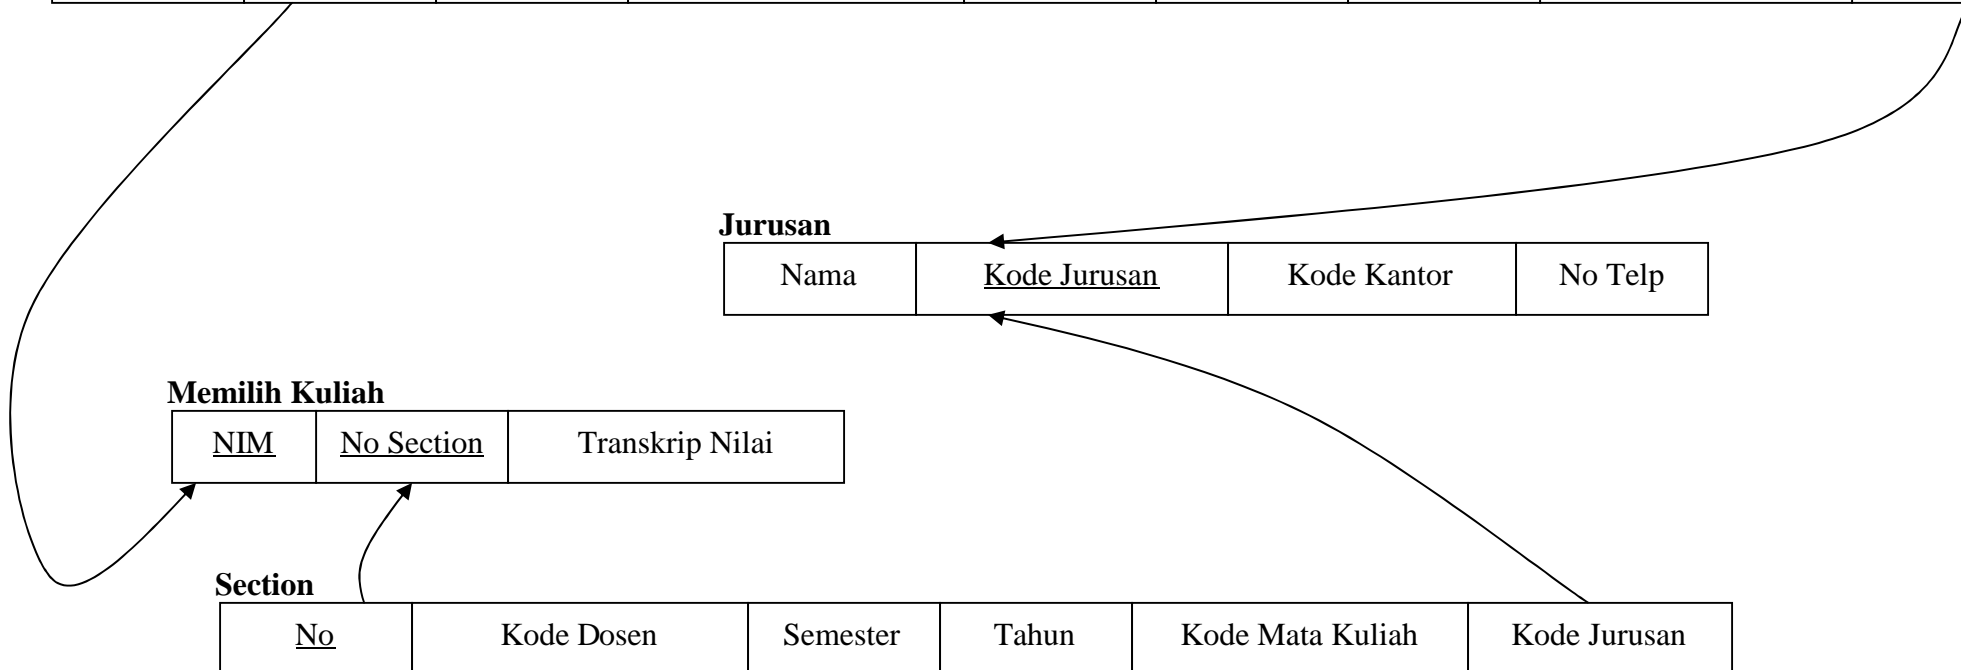 Jurusan
Nama Kode Jurusan Kode Kantor No Telp
Memilih Kuliah
NIM No Section Transkrip Nilai
Section
No Kode Dosen Semester Tahun Kode Mata Kuliah Kode Jurusan